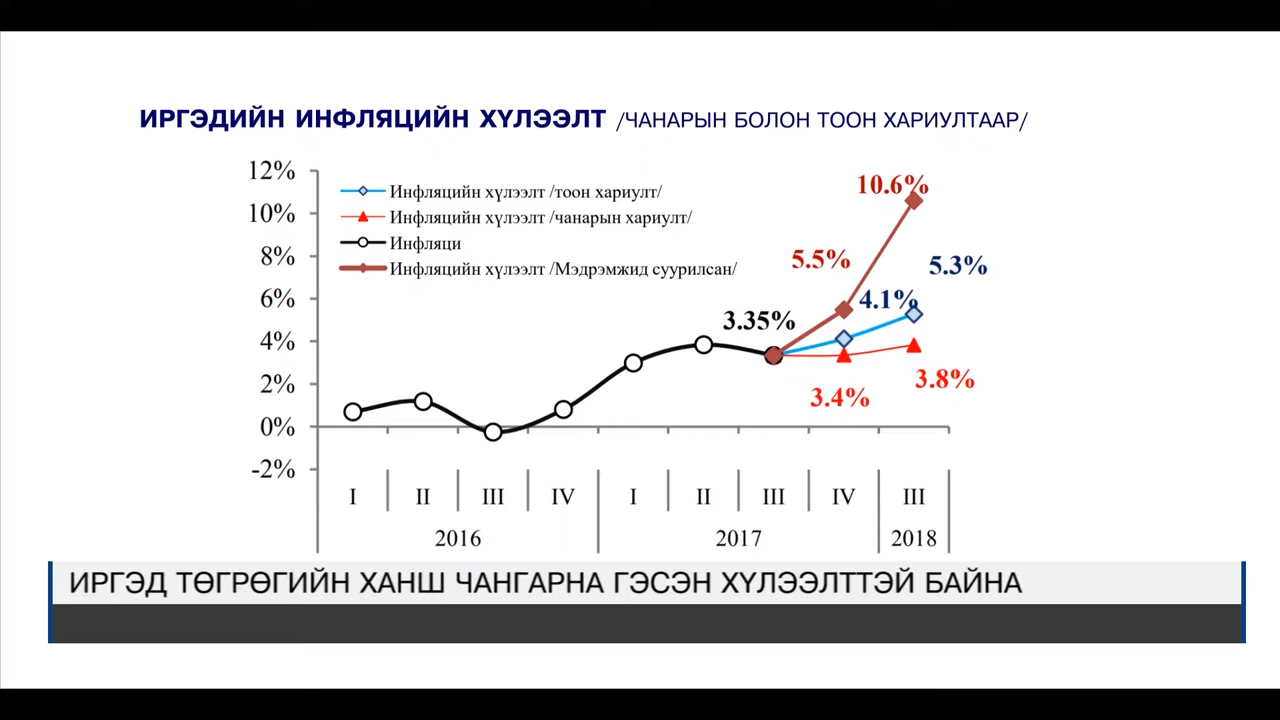 ИРГЭДИЙН ИНФЛЯЦИЙН ХҮЛЭЭЛТ /ЧАНАРЫН БОЛОН ТООН ХАРИУЛТААР/
12%
10%
8%
6%
4%
2%
0%
-2%
Инфляцийн хүлээлт /тоон хариулт/
Инфляцийн хүлээлт /чанарын хариулт/
Инфляци
Инфляцийн хүлээлт /Мэдрэмжид суурилсан/
10.6%
5.5%
5.3%
4.1%
3.35%
3.8%
3.4%
I II III IV I II III IV III
2016 2017 2018
ИРГЭД ТӨГРӨГИЙН ХАНШ ЧАНГАРНА ГЭСЭН ХҮЛЭЭЛТТЭЙ БАЙНА